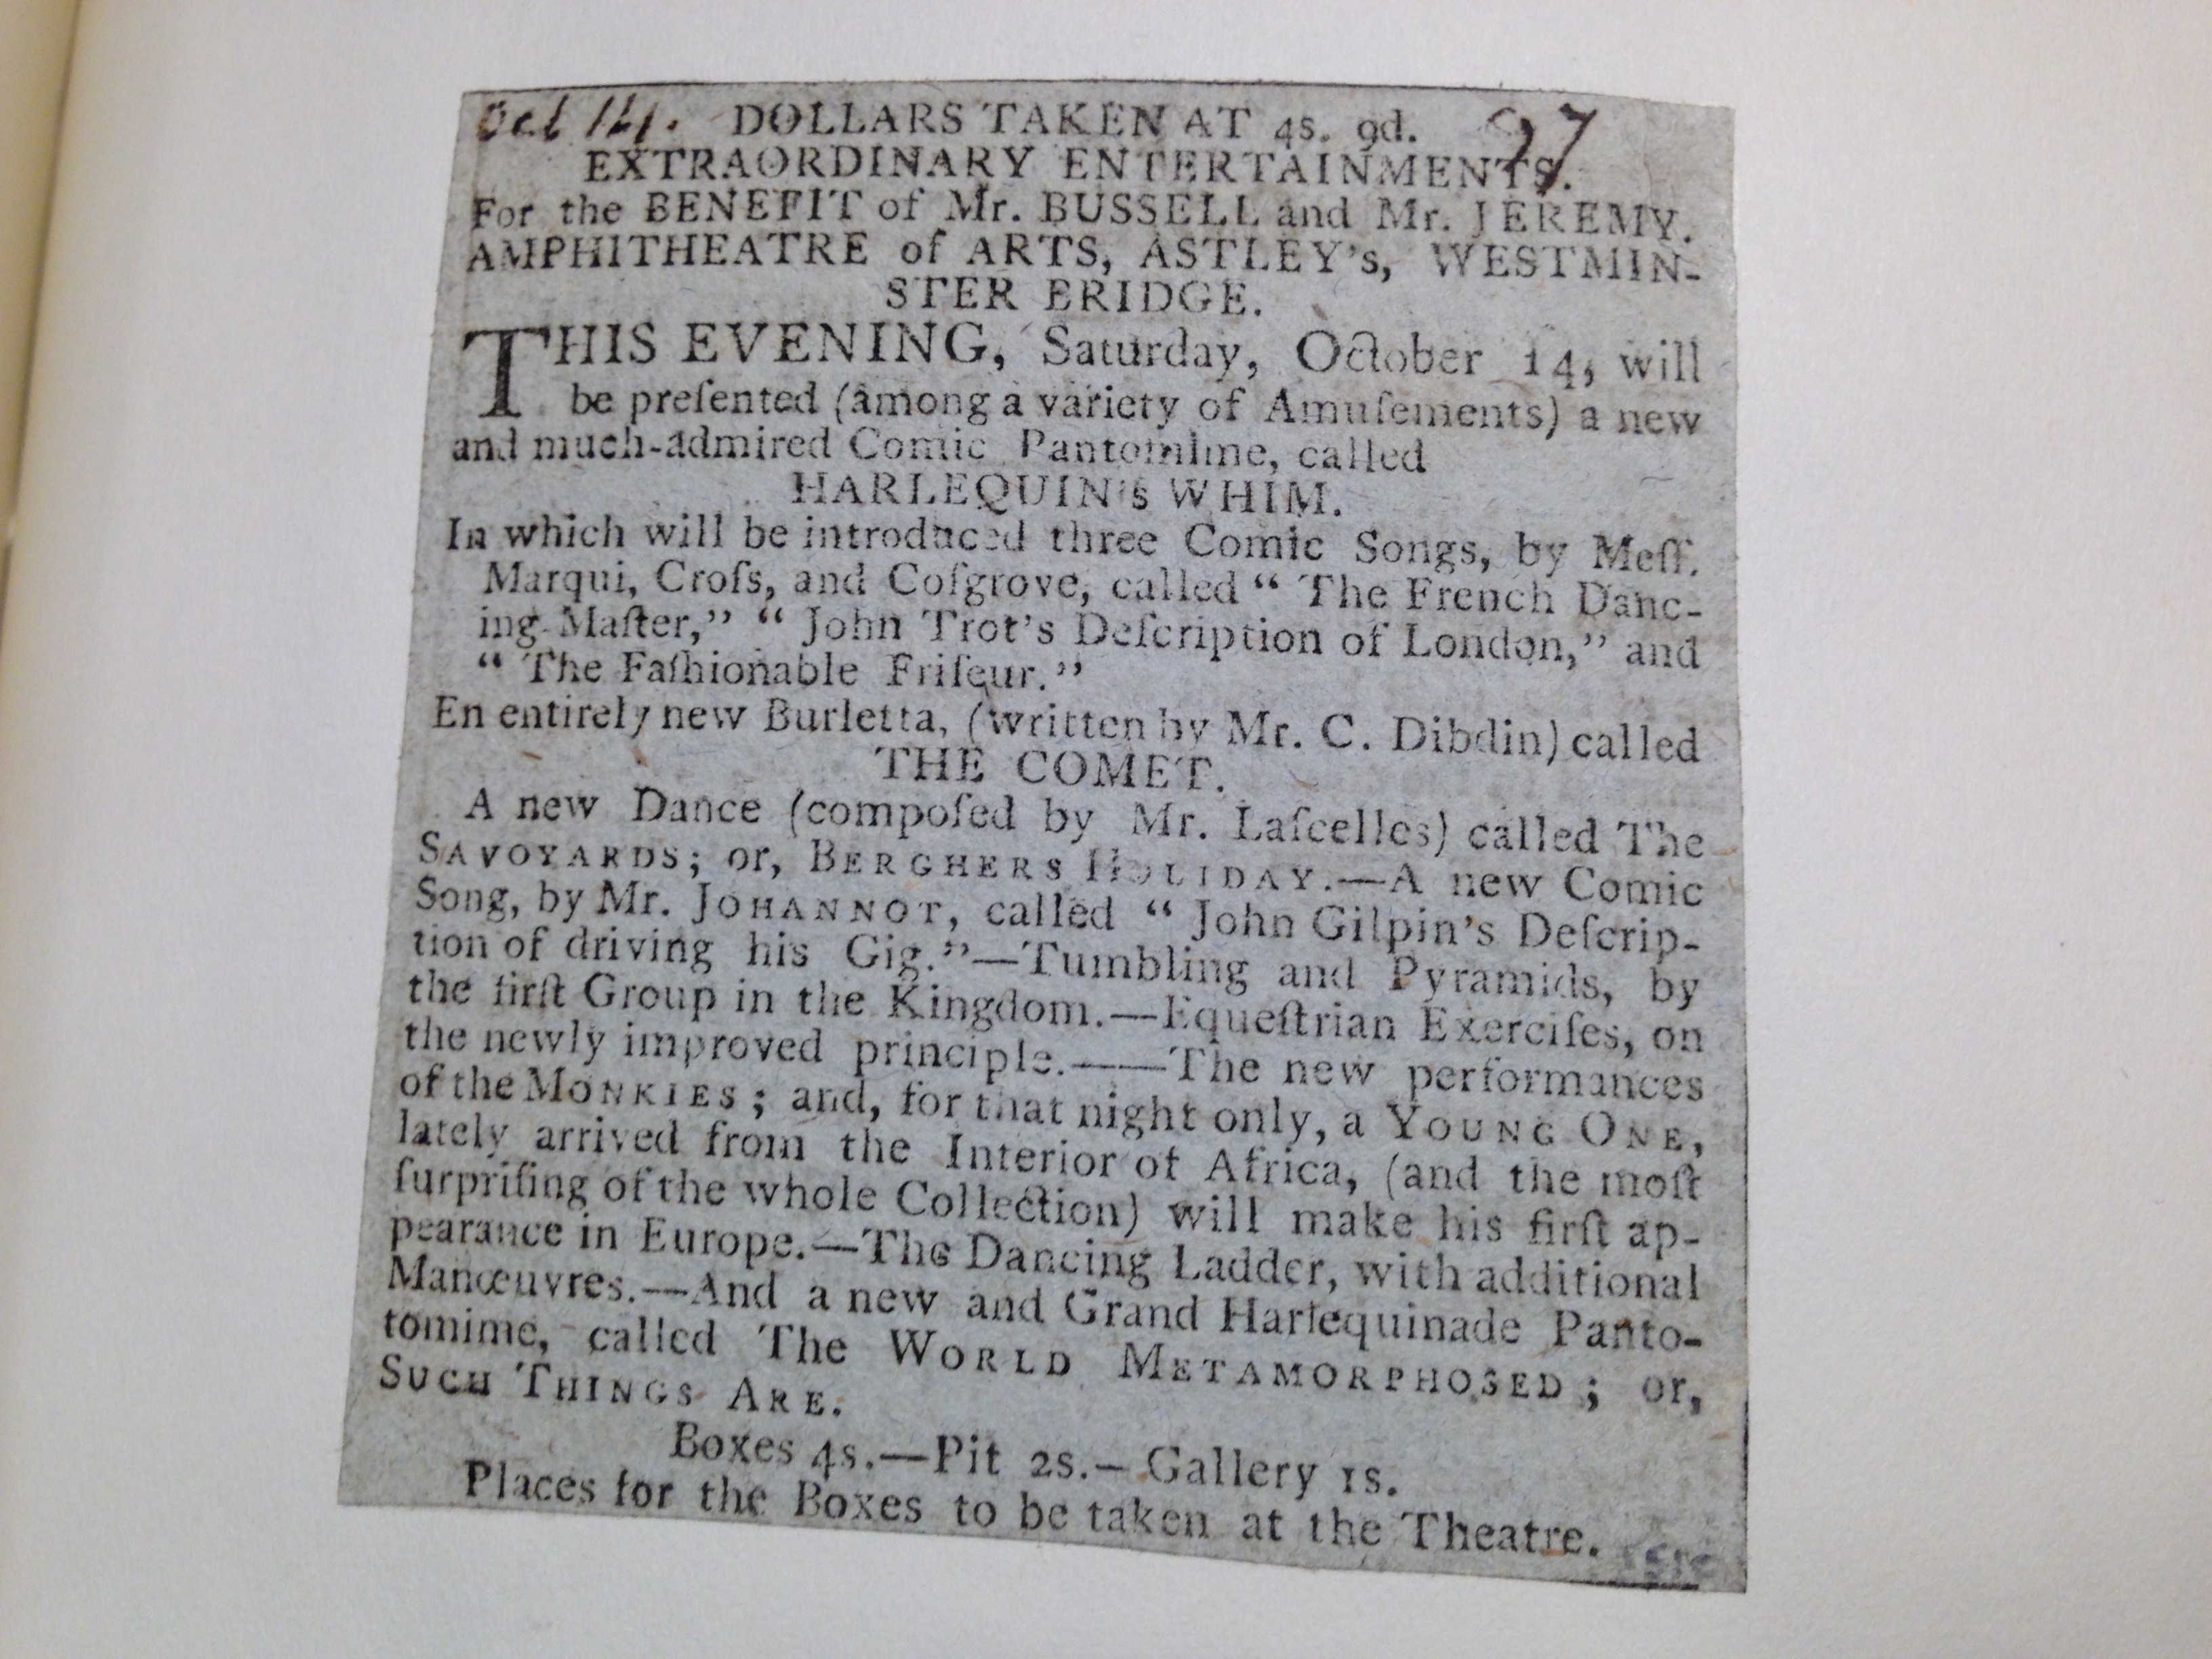 Oct 14. DOLLARS TAKEN AT 4s. 9d. 97
EXTRAORDINARY ENTERTAINMENTS.
For the BENEFIT of Mr. BUSSELL and Mr. JEREMY.
AMPHITHEATRE of ARTS, ASTLEY's, WESTMIN-
STER BRIDGE.
THIS EVENING, Saturday, October 14, will
be preſented (among a variety of Amuſements) a new
and much-admired Comic Pantomime, called
HARLEQUIN's WHIM.
In which will be introduced three Comic Songs, by Meſſ.
Marqui, Croſs, and Coſgrove, called “ The French Danc-
ing-Maſter,” “ John Trot's Deſcription of London,” and
“ The Faſhionable Friſeur.”
En entirely new Burletta, (written by Mr. C. Dibdin) called
THE COMET.
A new Dance (compoſed by Mr. Laſcelles) called The
SAVOYARDS; or, BERGHERS HOLIDAY.—A new Comic
Song, by Mr. JOHANNOT, called “ John Gilpin's Deſcrip-
tion of driving his Gig.”—Tumbling and Pyramids, by
the firſt Group in the Kingdom.—Equeſtrian Exerciſes, on
the newly improved principle.——The new performances
of the MONKIES; and, for that night only, a YOUNG ONE,
lately arrived from the Interior of Africa, (and the moſt
ſurpriſing of the whole Collection) will make his firſt ap-
pearance in Europe.—The Dancing Ladder, with additional
Manœuvres.—And a new and Grand Harlequinade Panto-
tomime, called The WORLD METAMORPHOSED; or,
SUCH THINGS ARE.
Boxes 4s.—Pit 2s.—Gallery 1s.
Places for the Boxes to be taken at the Theatre.